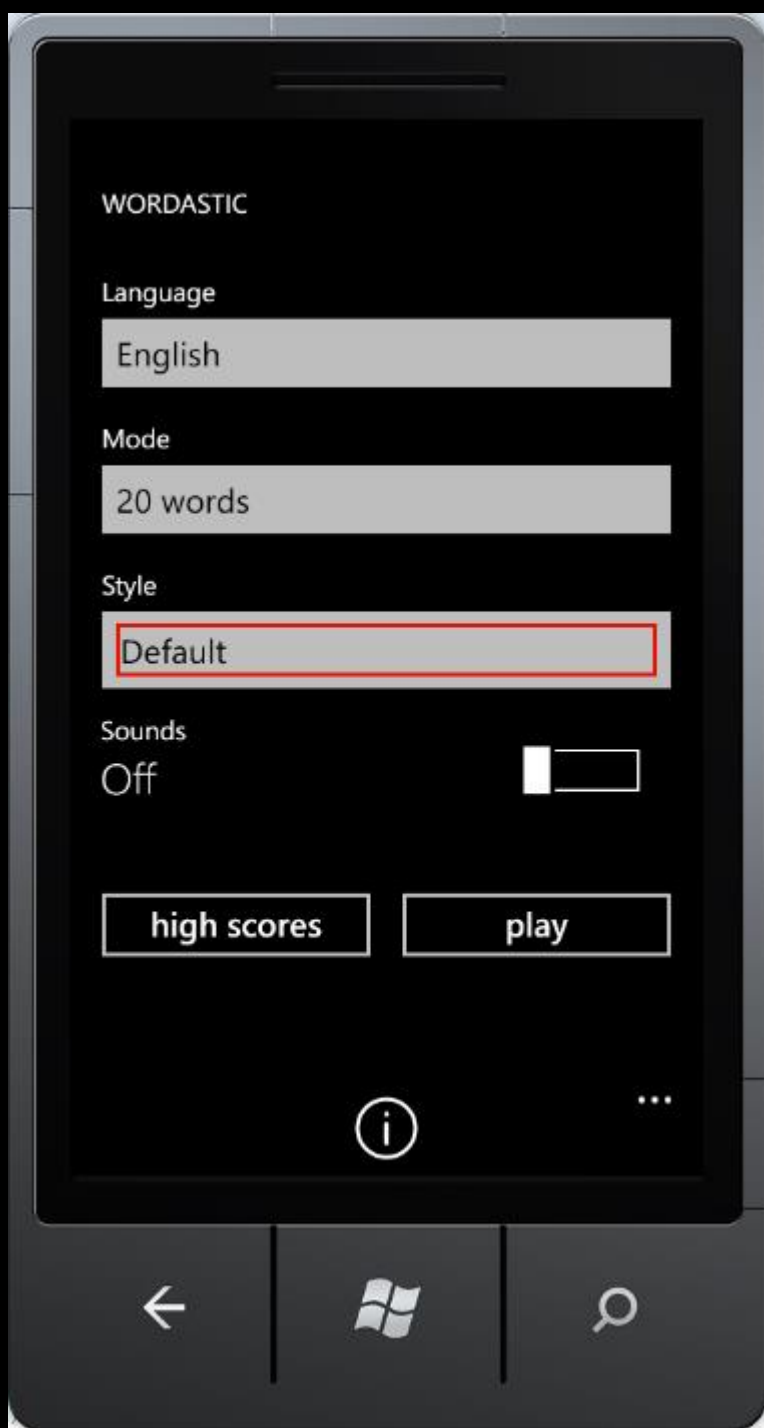 WORDASTIC
Language
English
Mode
20 words
Style
Default
Sounds
Off
high scores play
...